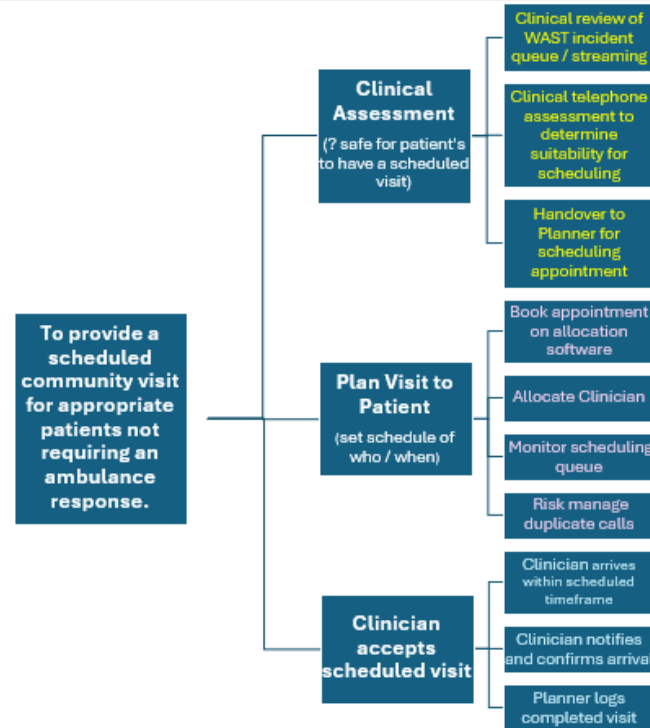 To provide a
scheduled
community visit
for appropriate
patients not
requiring an
ambulance
response.
Clinical
Assessment
(? safe for patient's
to have a scheduled
visit)
Clinical review of
WAST incident
queue / streaming
Clinical telephone
assessment to
determine
suitability for
scheduling
Handover to
Planner for
scheduling
appointment
Plan Visit to
Patient
(set schedule of
who / when)
Book appointment
on allocation
software
Allocate Clinician
Monitor scheduling
queue
Risk manage
duplicate calls
Clinician
accepts
scheduled visit
Clinician arrives
within scheduled
timeframe
Clinician notifies
and confirms arrival
Planner logs
completed visit